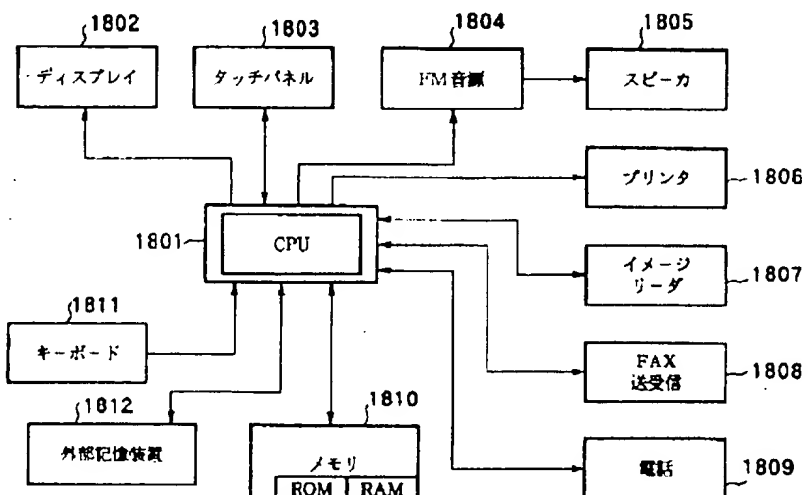 1802
1803
1804
1805
ディスプレイ
タッチパネル
FM音源
スピーカ
プリンタ
1806
1801
CPU
イメージ
リーダ
1807
1811
キーボード
FAX
送受信
1808
1812
1810
外部記憶装置
メモリ
ROM
RAM
電話
1809